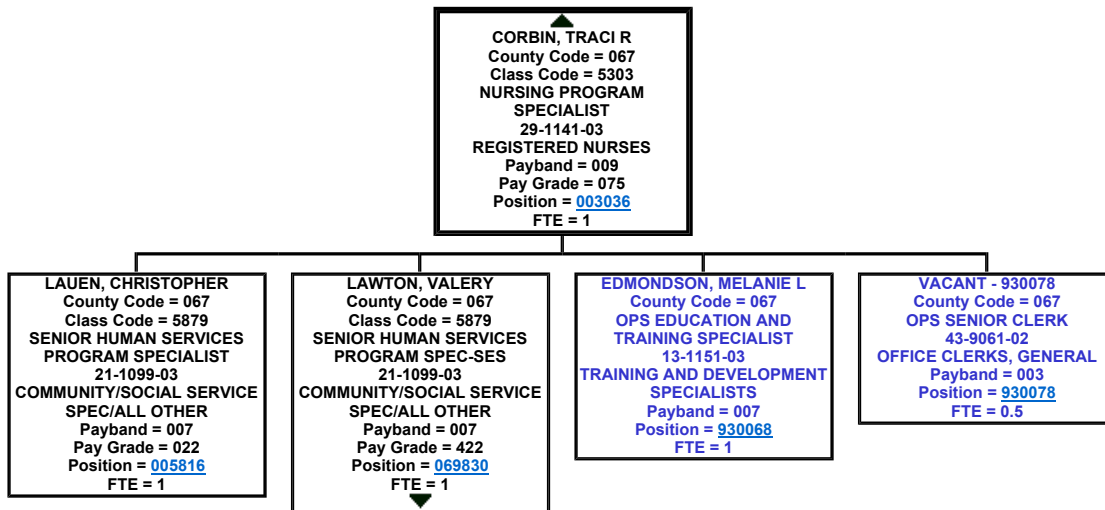 CORBIN, TRACI R
County Code = 067
Class Code = 5303
NURSING PROGRAM
SPECIALIST
29-1141-03
REGISTERED NURSES
Payband = 009
Pay Grade = 075
Position = 003036
FTE = 1
LAUEN, CHRISTOPHER
County Code = 067
Class Code = 5879
SENIOR HUMAN SERVICES
PROGRAM SPECIALIST
21-1099-03
COMMUNITY/SOCIAL SERVICE
SPEC/ALL OTHER
Payband = 007
Pay Grade = 022
Position = 005816
FTE = 1
LAWTON, VALERY
County Code = 067
Class Code = 5879
SENIOR HUMAN SERVICES
PROGRAM SPEC-SES
21-1099-03
COMMUNITY/SOCIAL SERVICE
SPEC/ALL OTHER
Payband = 007
Pay Grade = 422
Position = 069830
FTE = 1
EDMONDSON, MELANIE L
County Code = 067
OPS EDUCATION AND
TRAINING SPECIALIST
13-1151-03
TRAINING AND DEVELOPMENT
SPECIALISTS
Payband = 007
Position = 930068
FTE = 1
VACANT - 930078
County Code = 067
OPS SENIOR CLERK
43-9061-02
OFFICE CLERKS, GENERAL
Payband = 003
Position = 930078
FTE = 0.5